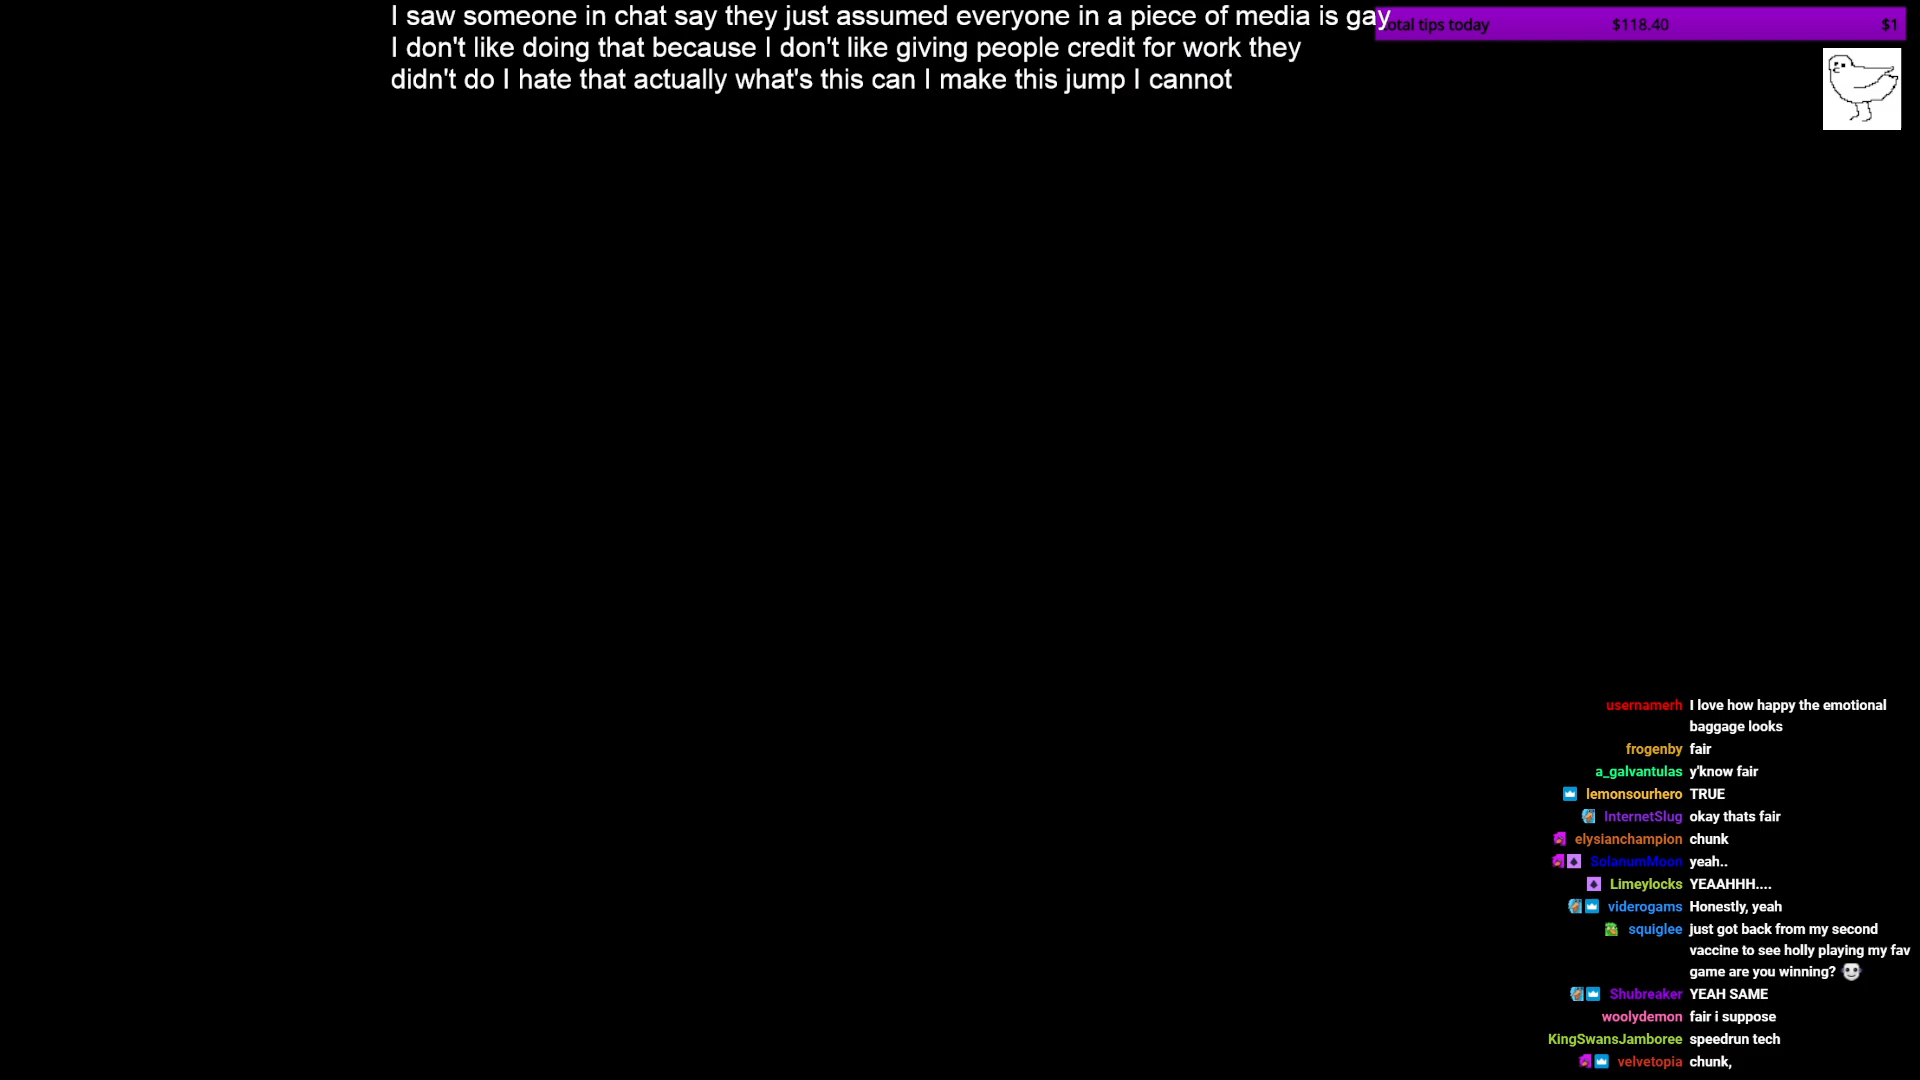 I saw someone in chat say they just assumed everyone in a piece of media is gay
I don't like doing that because I don't like giving people credit for work they
didn't do I hate that actually what's this can I make this jump I cannot
total tips today $118.40 $1
usernamerh I love how happy the emotional
baggage looks
frogenby fair
a_galvantulas y'know fair
lemonsourhero TRUE
InternetSlug okay thats fair
elysianchampion chunk
SolanumMoon yeah..
Limeylocks YEAAHHH....
viderogams Honestly, yeah
squiglee just got back from my second
vaccine to see holly playing my fav
game are you winning?
Shubreaker YEAH SAME
woolydemon fair i suppose
KingSwansJamboree speedrun tech
velvetopia chunk,